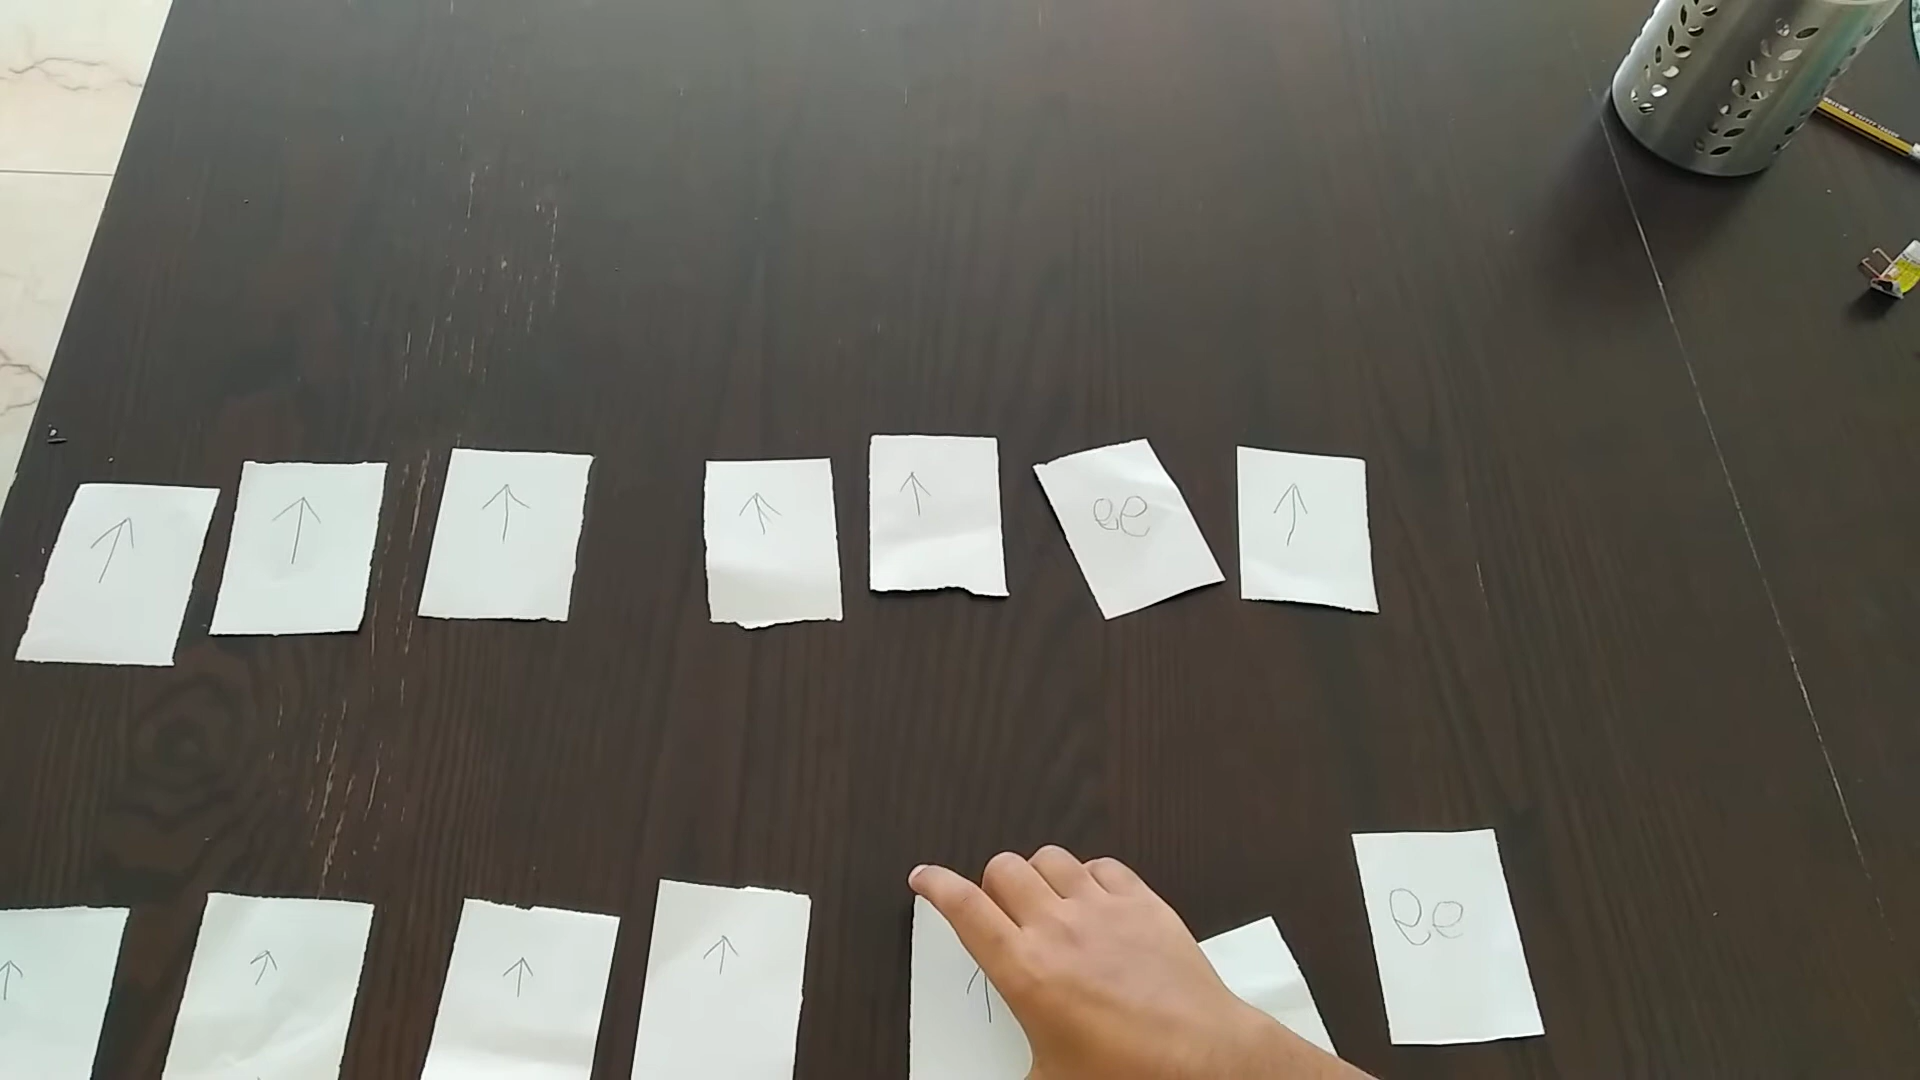 ↑ ↑ ↑ ↑ ↑ ee ↑
↑ ↑ ↑ ↑ ↑ ee